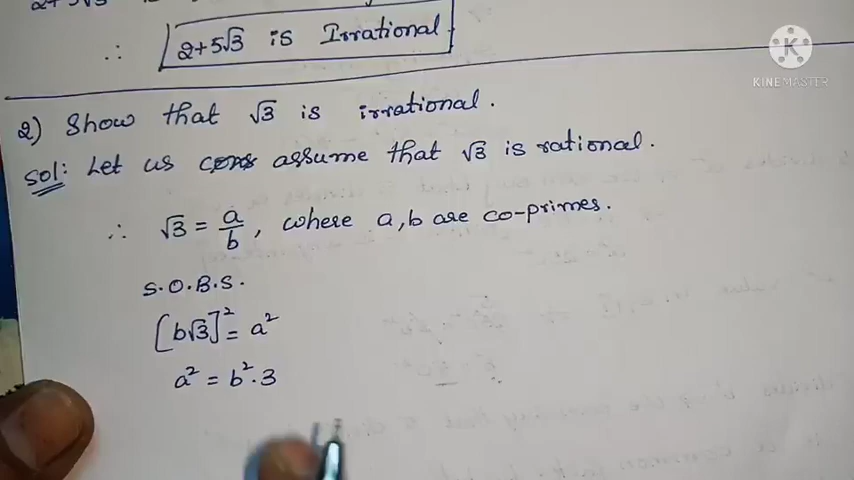 ∴ 2+5√3 is Irrational
KINEMASTER
2) Show that √3 is irrational.
Sol: Let us cons assume that √3 is rational.
∴ √3 = a/b, where a, b are co-primes.
S.O.B.S.
[b√3]² = a²
a² = b².3